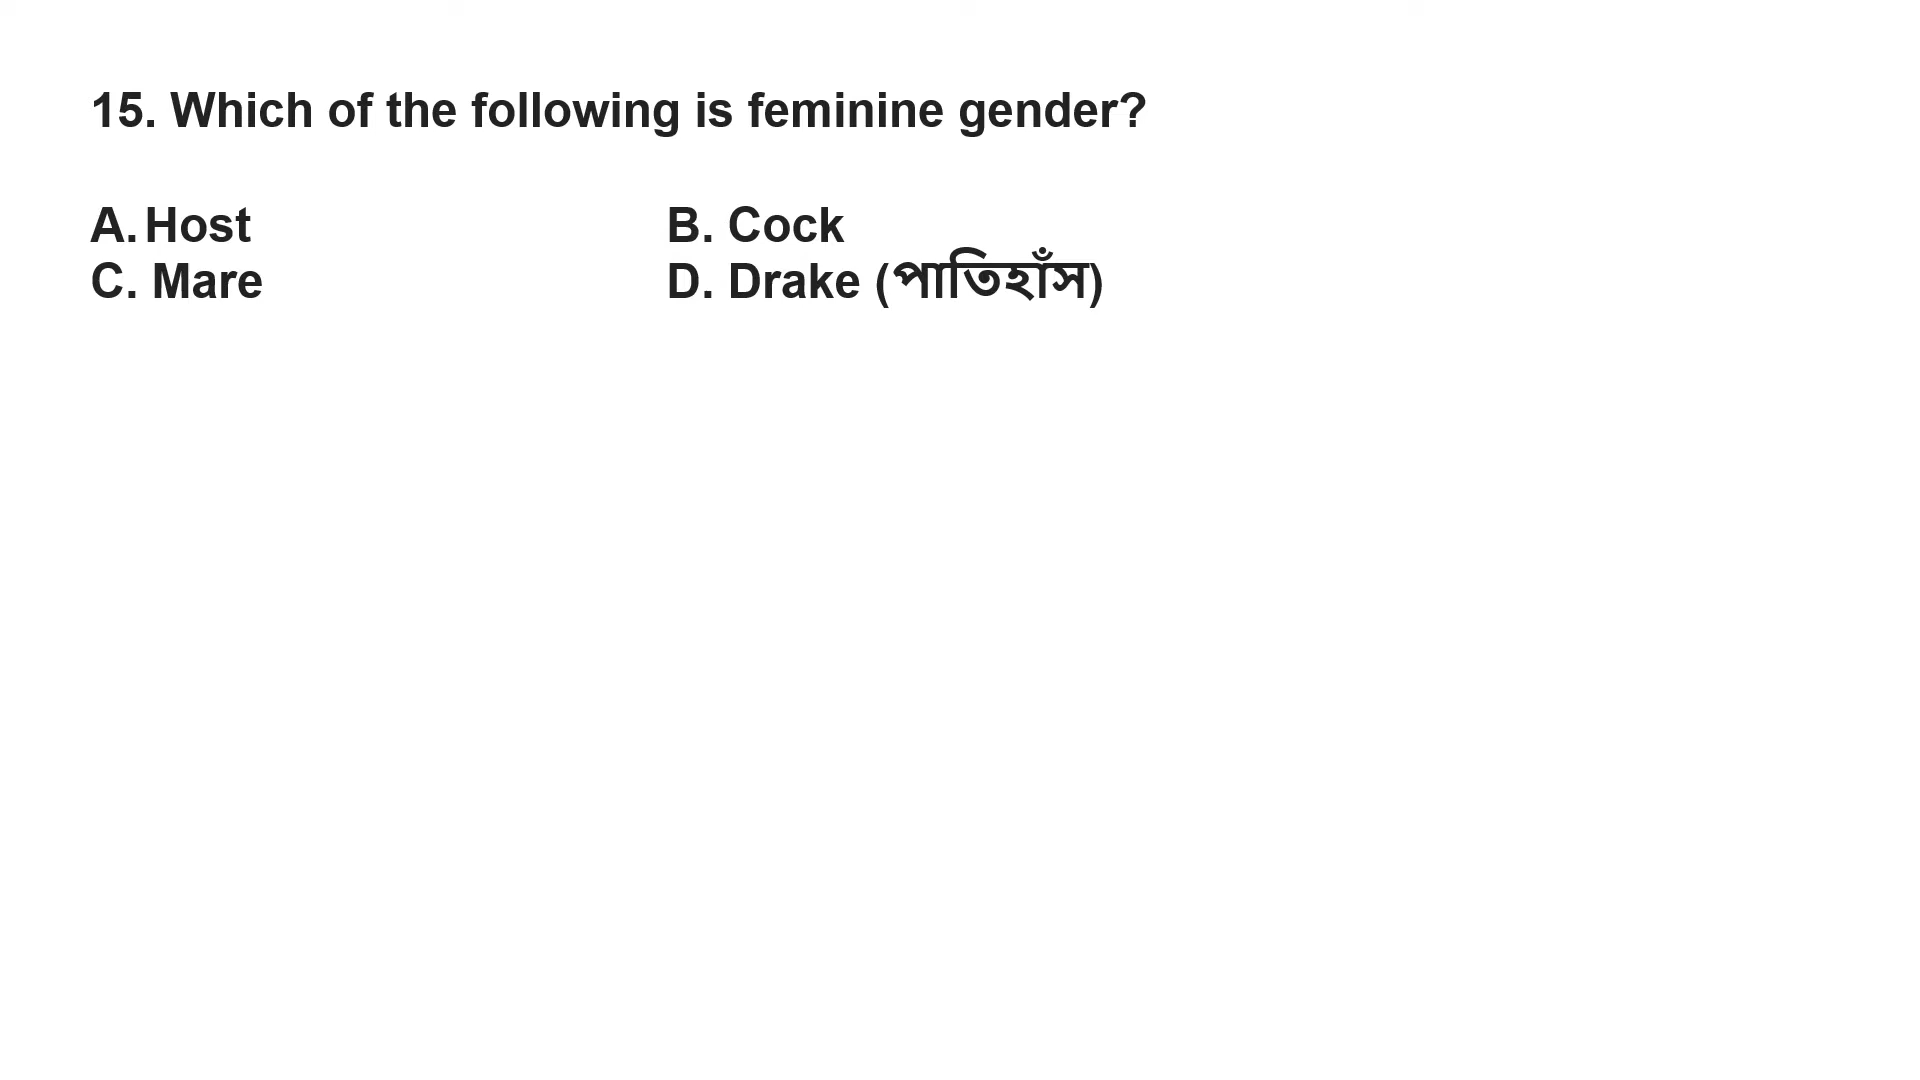 15. Which of the following is feminine gender?
A. Host B. Cock
C. Mare D. Drake (পাতিহাঁস)